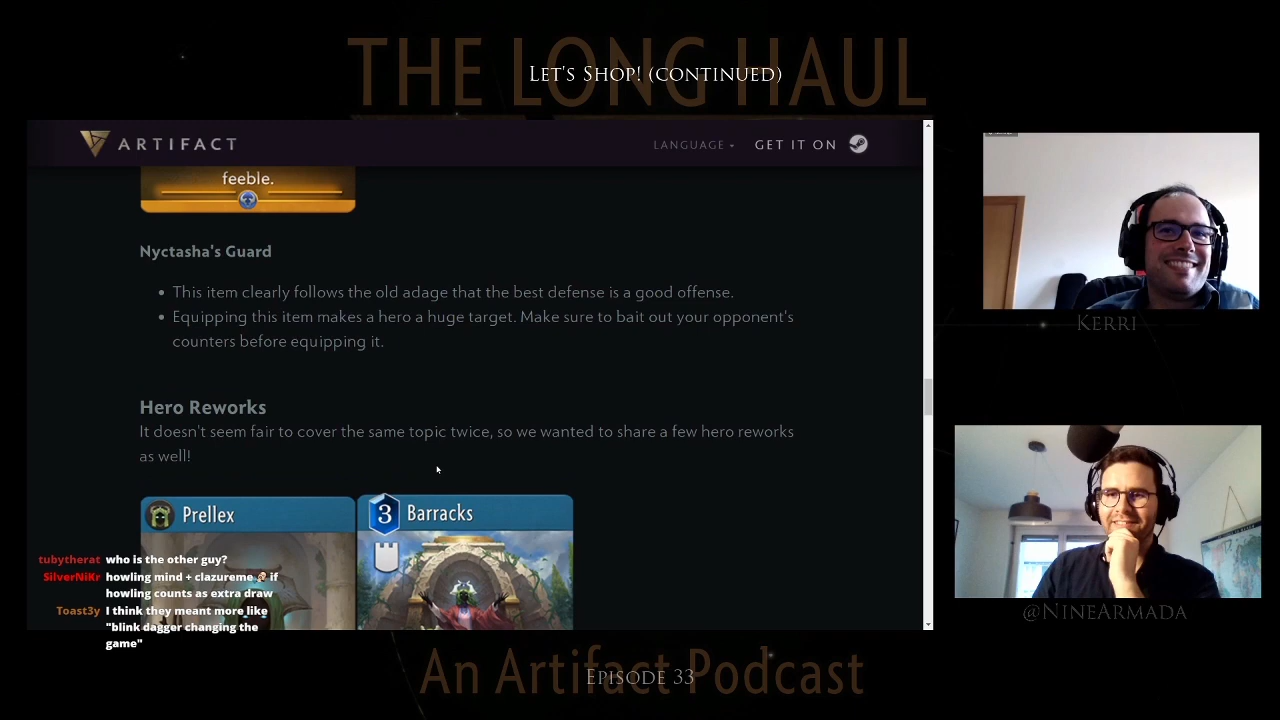 THE LONG HAUL
LET'S SHOP! (CONTINUED)
ARTIFACT
LANGUAGE
GET IT ON
feeble.
Nyctasha's Guard
• This item clearly follows the old adage that the best defense is a good offense.
• Equipping this item makes a hero a huge target. Make sure to bait out your opponent's
counters before equipping it.
Hero Reworks
It doesn't seem fair to cover the same topic twice, so we wanted to share a few hero reworks
as well!
Prellex
3 Barracks
tubytherat who is the other guy?
SilverNiKr howling mind + clazureme if
howling counts as extra draw
Toast3y I think they meant more like
"blink dagger changing the
game"
KERRI
@NINEARMADA
An Artifact Podcast
EPISODE 33